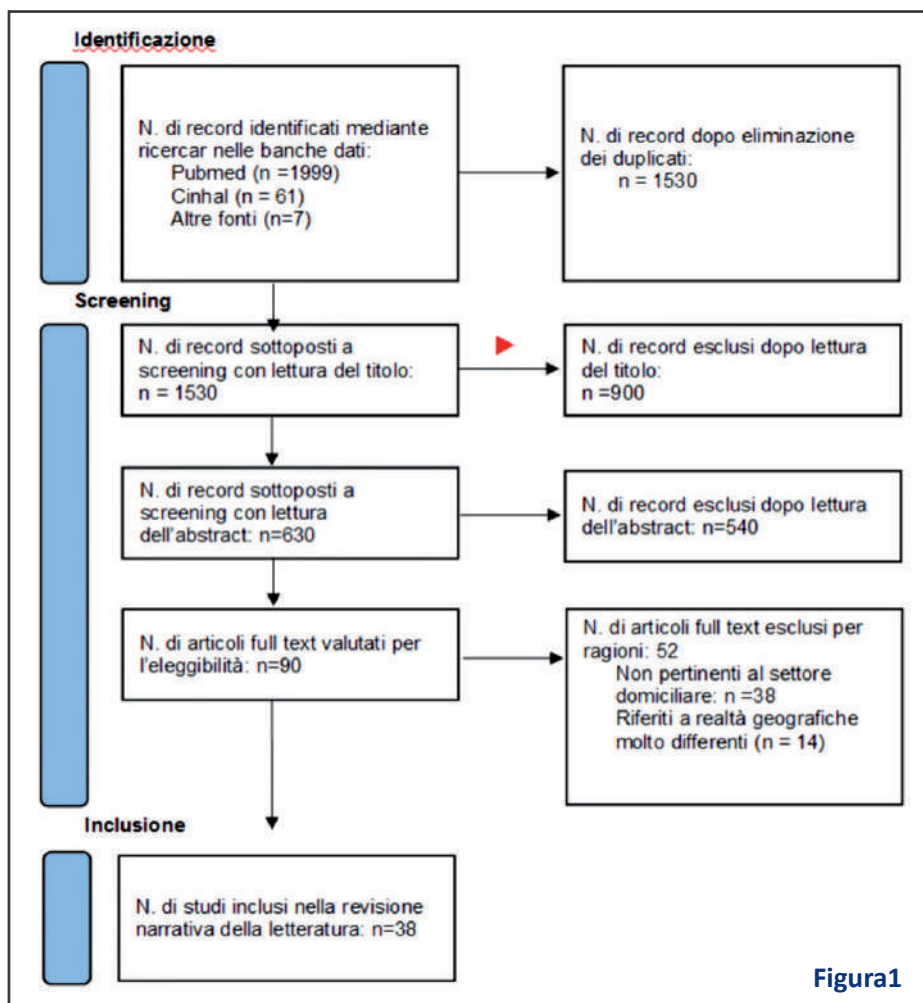 Identificazione
N. di record identificati mediante
ricercar nelle banche dati:
Pubmed (n =1999)
Cinhal (n = 61)
Altre fonti (n=7)
N. di record dopo eliminazione
dei duplicati:
n = 1530
Screening
N. di record sottoposti a
screening con lettura del titolo:
n = 1530
N. di record esclusi dopo lettura
del titolo:
n =900
N. di record sottoposti a
screening con lettura
dell'abstract: n=630
N. di record esclusi dopo lettura
dell'abstract: n=540
N. di articoli full text valutati per
l'eleggibilità: n=90
N. di articoli full text esclusi per
ragioni: 52
Non pertinenti al settore
domiciliare: n =38
Riferiti a realtà geografiche
molto differenti (n = 14)
Inclusione
N. di studi inclusi nella revisione
narrativa della letteratura: n=38
Figura1